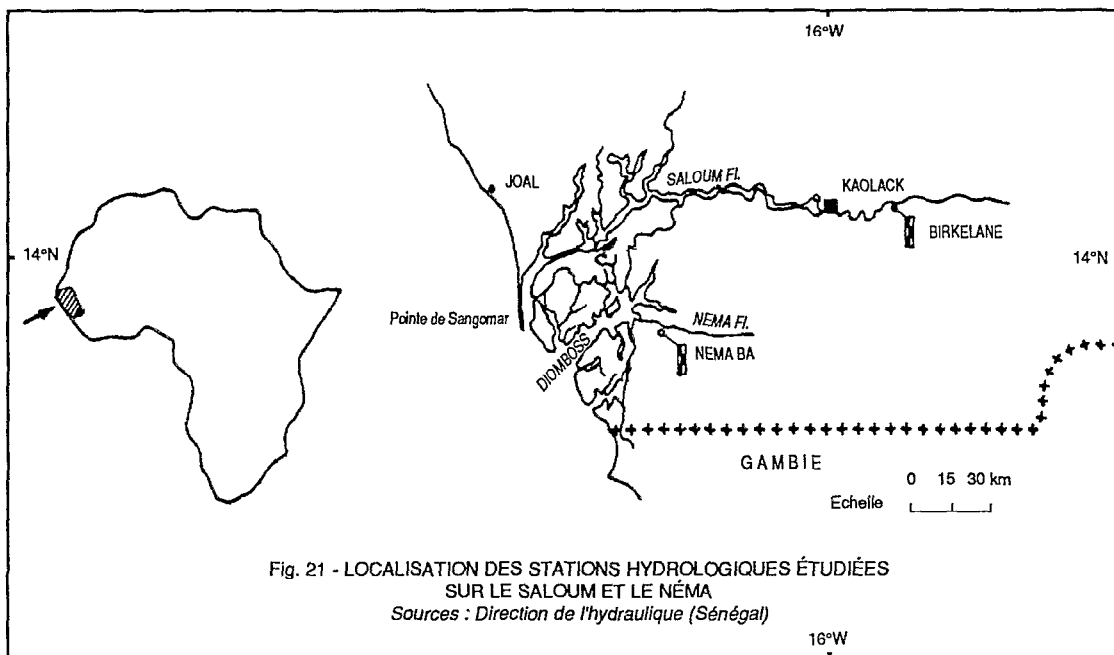 16°W
JOAL
SALOUM Fl.
KAOLACK
BIRKELANE
14°N
14°N
Pointe de Sangomar
NEMA Fl.
DIOMBOSS
NEMA BA
GAMBIE
0 15 30 km
Echelle
Fig. 21 - LOCALISATION DES STATIONS HYDROLOGIQUES ÉTUDIÉES
SUR LE SALOUM ET LE NÉMA
Sources : Direction de l'hydraulique (Sénégal)
16°W